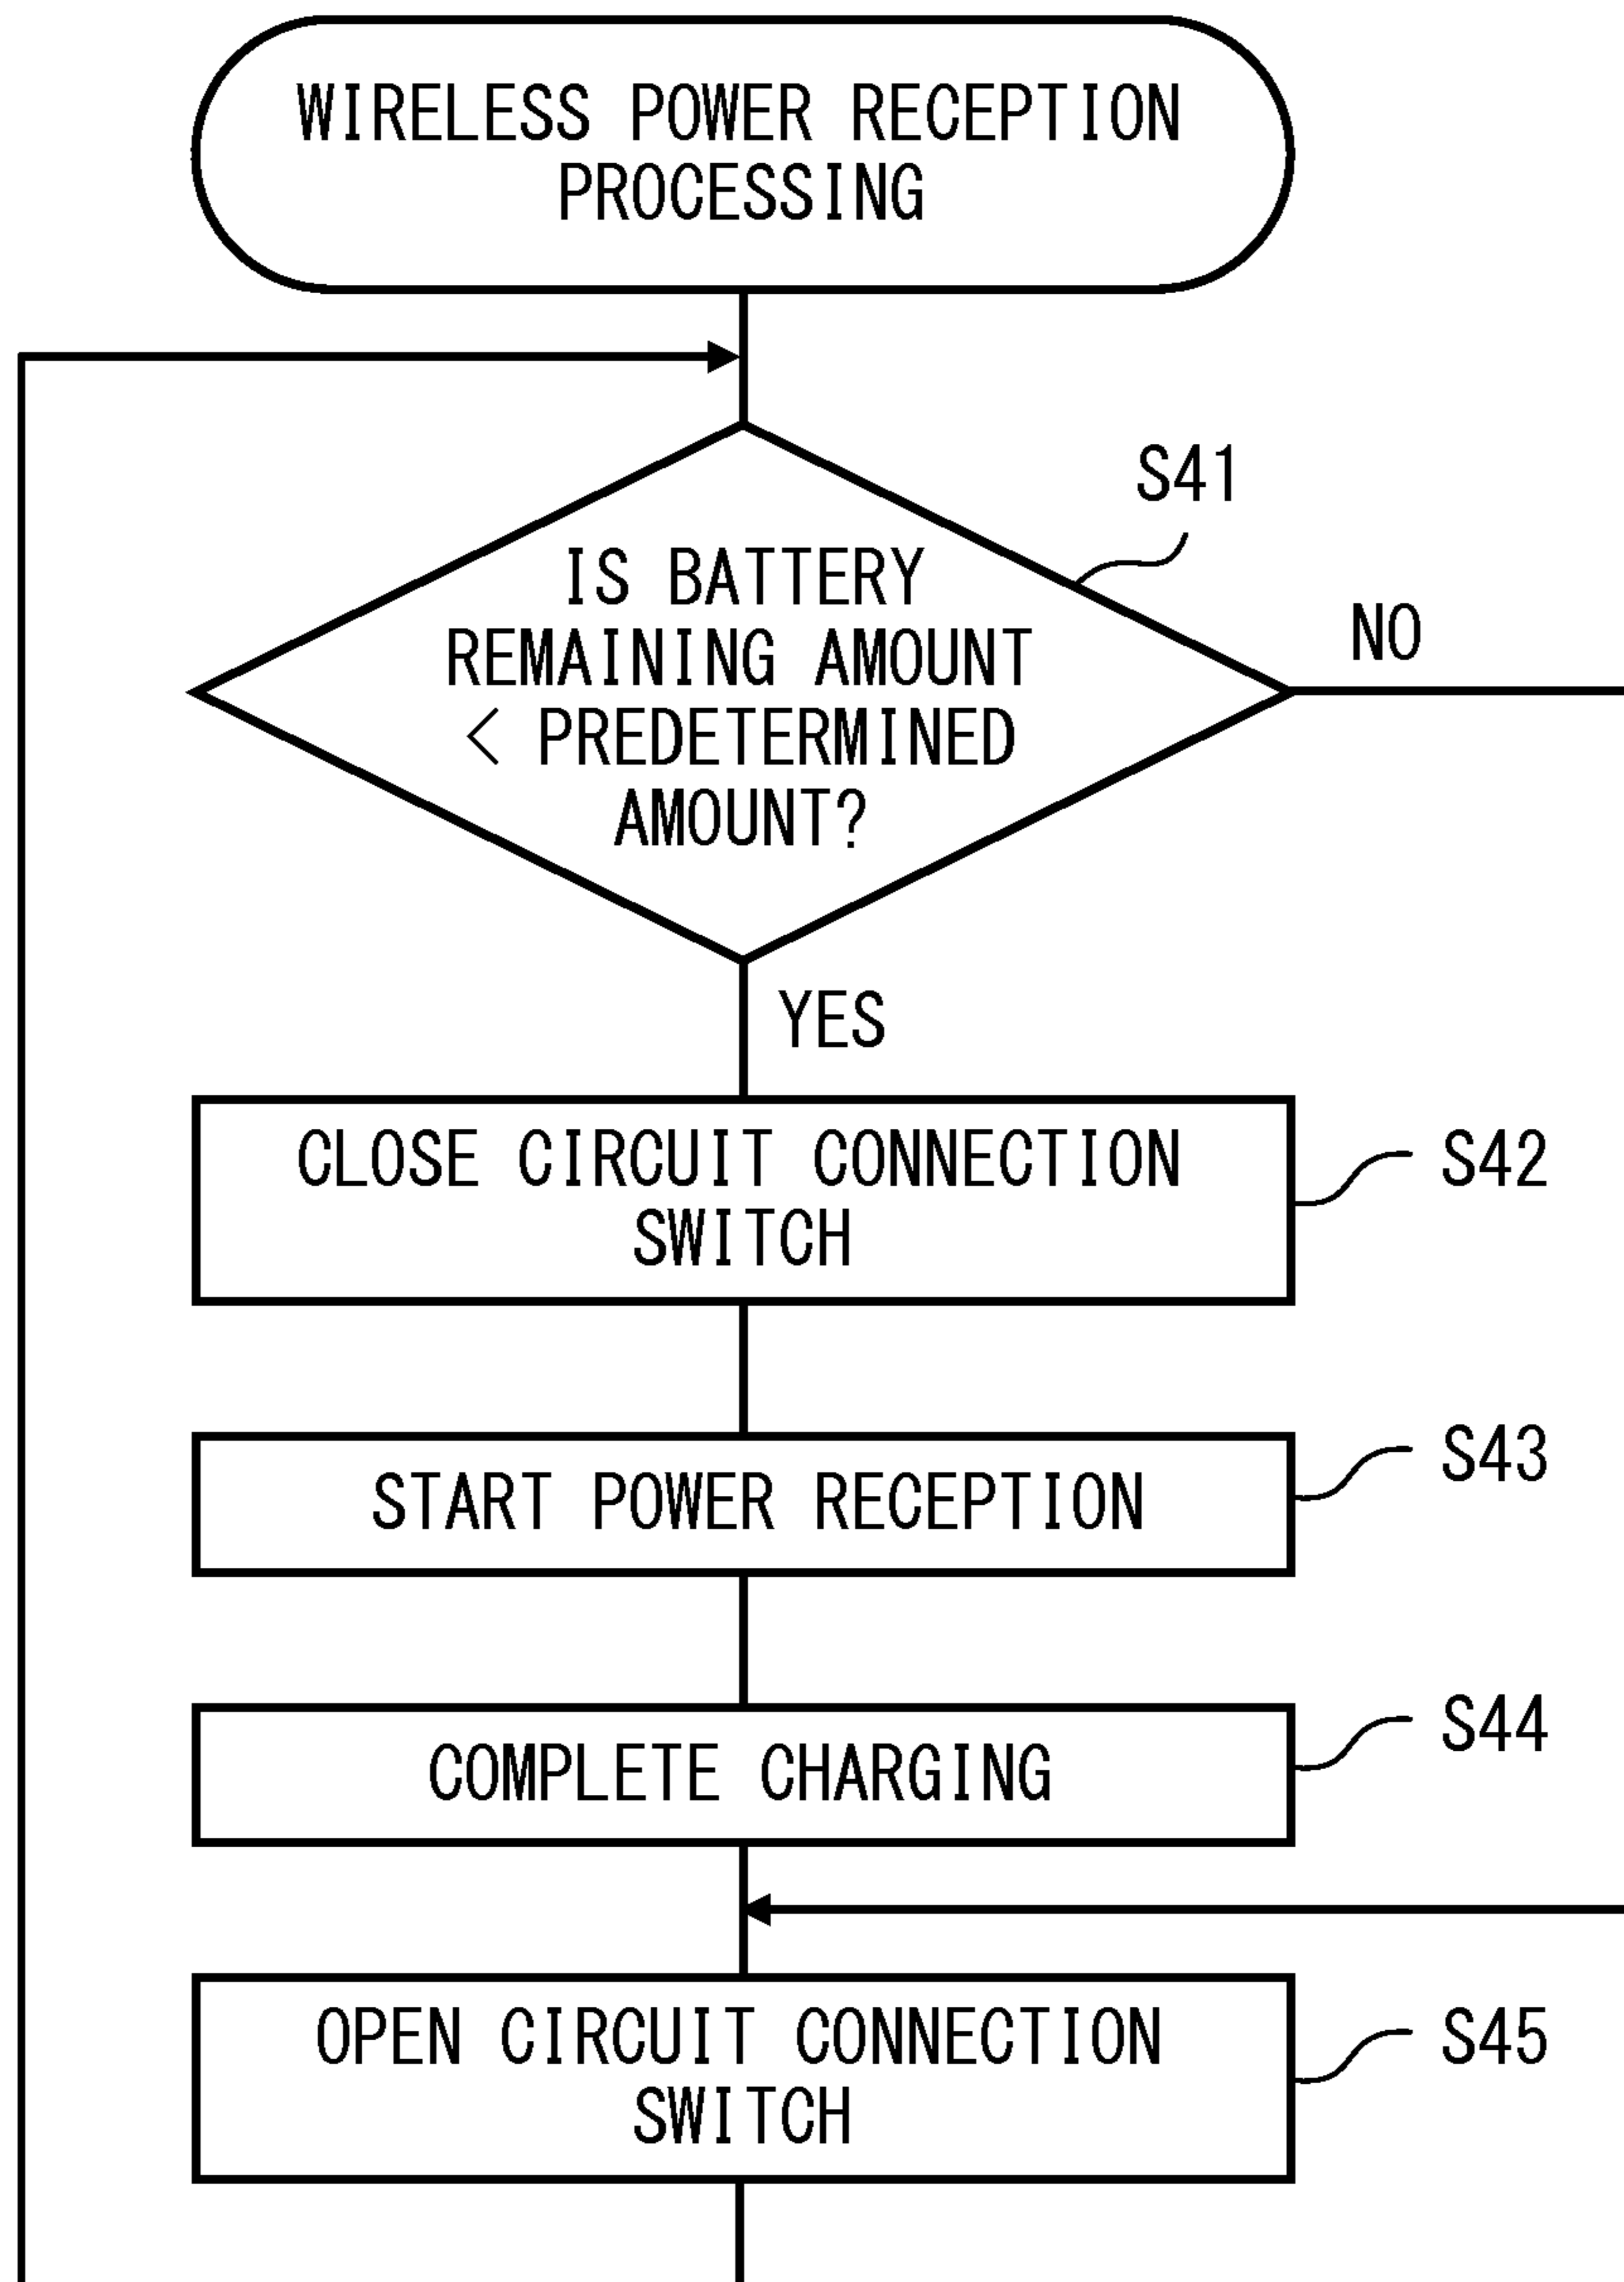 WIRELESS POWER RECEPTION
PROCESSING
S41
IS BATTERY
REMAINING AMOUNT
< PREDETERMINED
AMOUNT?
NO
YES
CLOSE CIRCUIT CONNECTION
SWITCH
S42
START POWER RECEPTION
S43
COMPLETE CHARGING
S44
OPEN CIRCUIT CONNECTION
SWITCH
S45